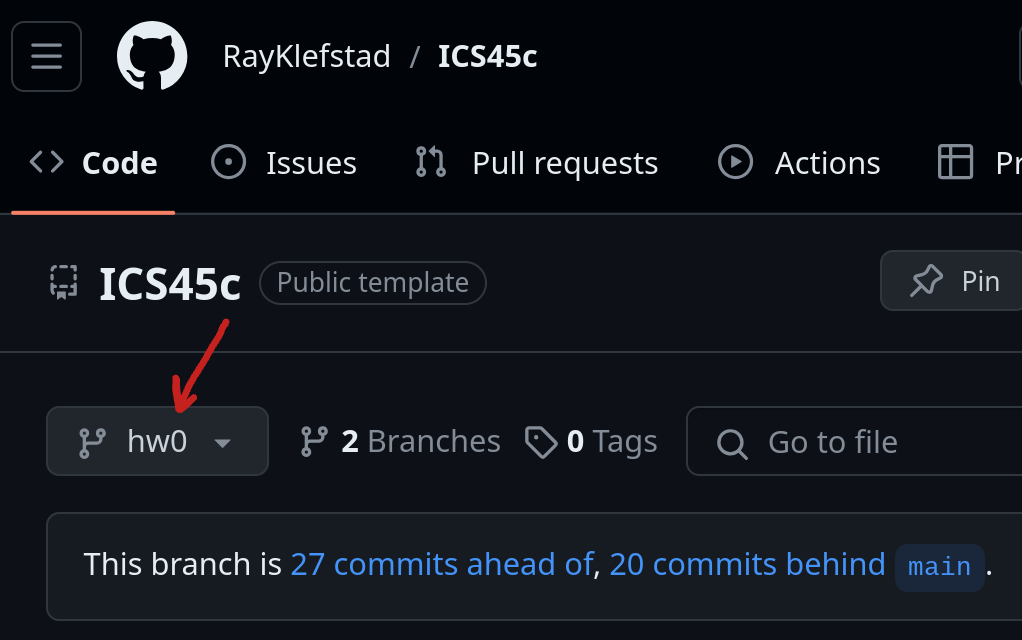 RayKlefstad / ICS45c
Code Issues Pull requests Actions Pr
ICS45c Public template Pin
hw0 2 Branches 0 Tags Go to file
This branch is 27 commits ahead of, 20 commits behind main.